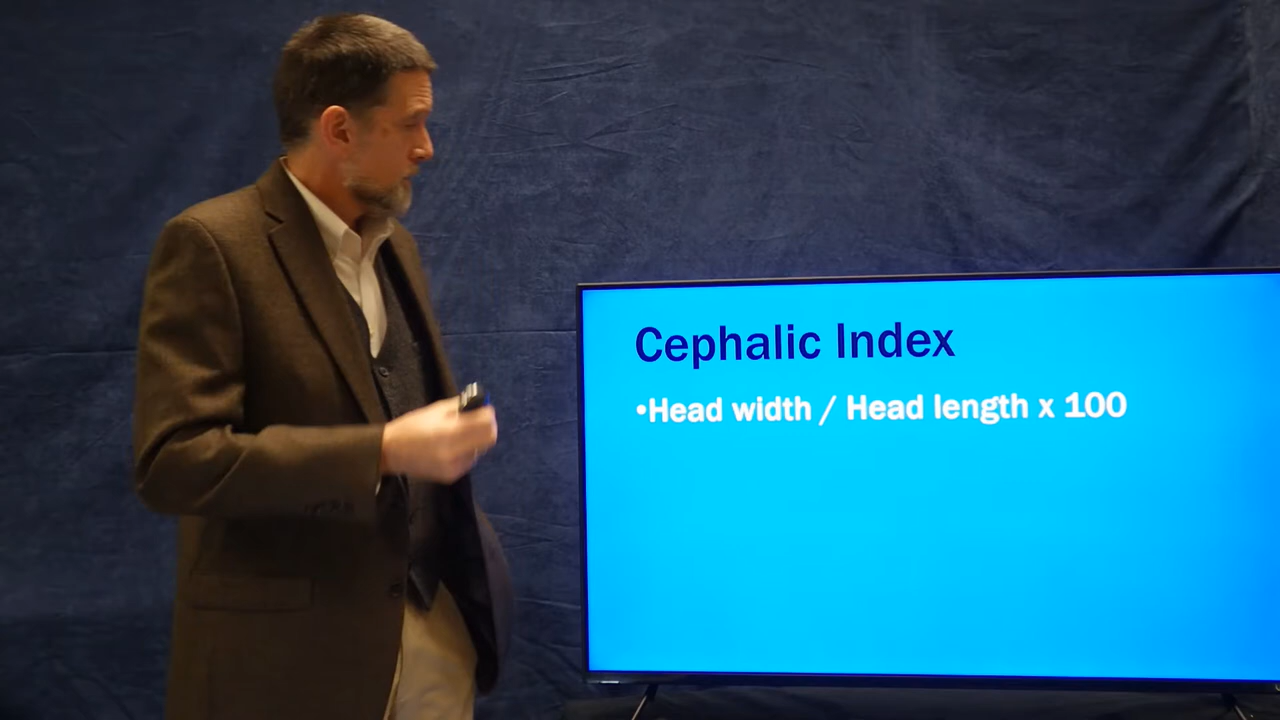 Cephalic Index
•Head width / Head length x 100